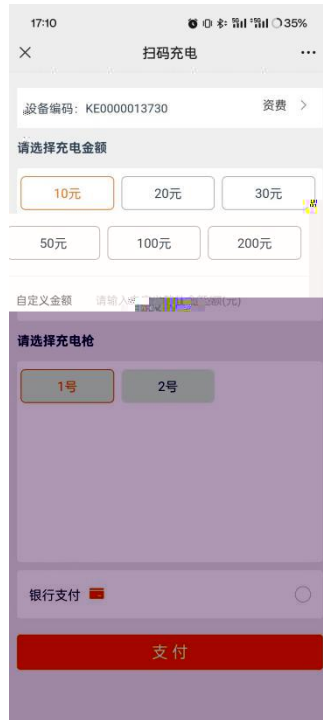 17:10 35%
扫码充电
设备编码：KE0000013730 资费
请选择充电金额
10元 20元 30元
50元 100元 200元
自定义金额 请输入 (元)
请选择充电枪
1号 2号
银行支付
支付